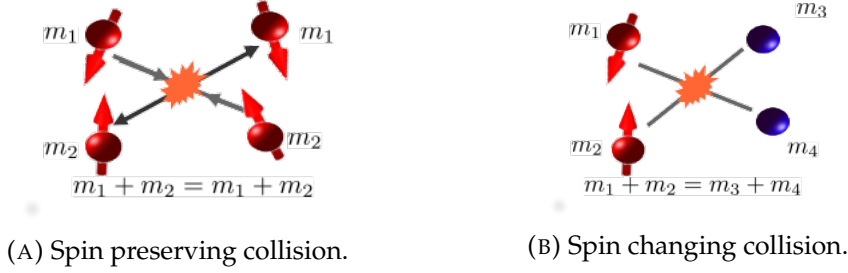 m₁ m₁
m₂ m₂
m₁ + m₂ = m₁ + m₂
(A) Spin preserving collision.
m₃
m₁
m₂
m₄
m₁ + m₂ = m₃ + m₄
(B) Spin changing collision.